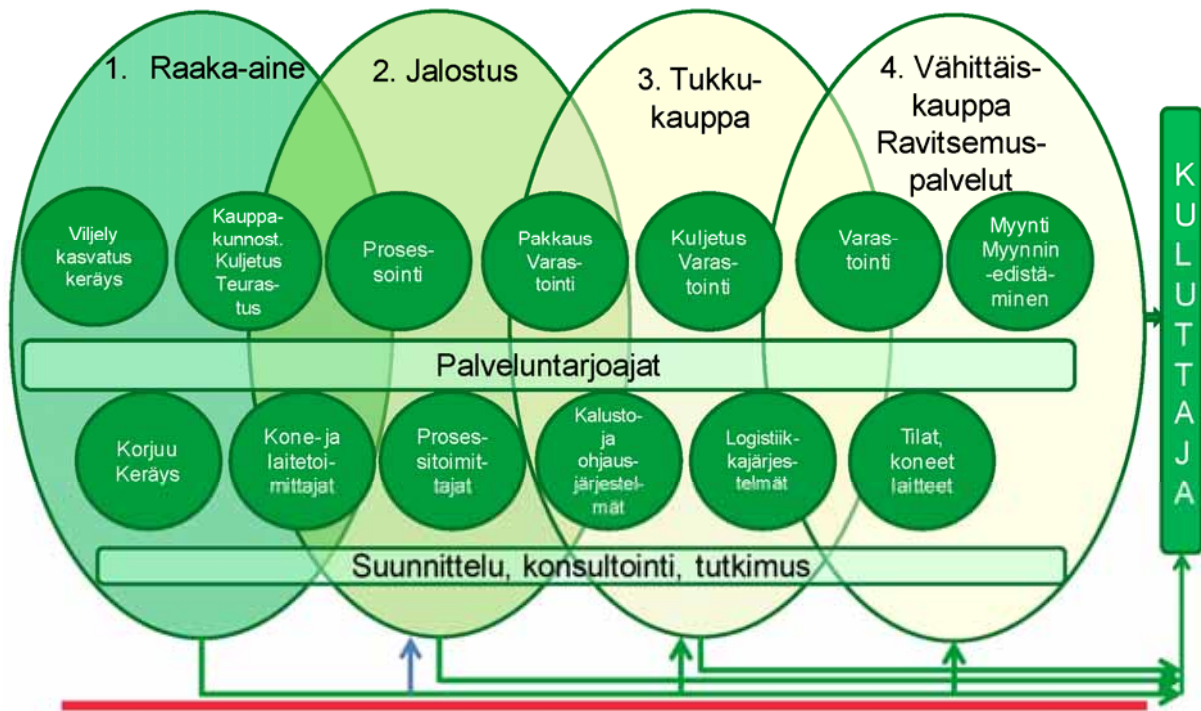 1. Raaka-aine
2. Jalostus
3. Tukku-
kauppa
4. Vähittäis-
kauppa
Ravitsemus-
palvelut
Viljely
kasvatus
keräys
Kauppa-
kunnost.
Kuljetus
Teuras-
tus
Proses-
sointi
Pakkaus
Varas-
tointi
Kuljetus
Varas-
tointi
Varas-
tointi
Myynti
Myynnin
-edistä-
minen
KULUTTAJA
Palveluntarjoajat
Korjuu
Keräys
Kone- ja
laitetoi-
mittajat
Proses-
sitoimit-
tajat
Kalusto-
ja
ohjaus-
järjestel-
mät
Logistiik-
kajärjes-
telmät
Tilat,
koneet
laitteet
Suunnittelu, konsultointi, tutkimus